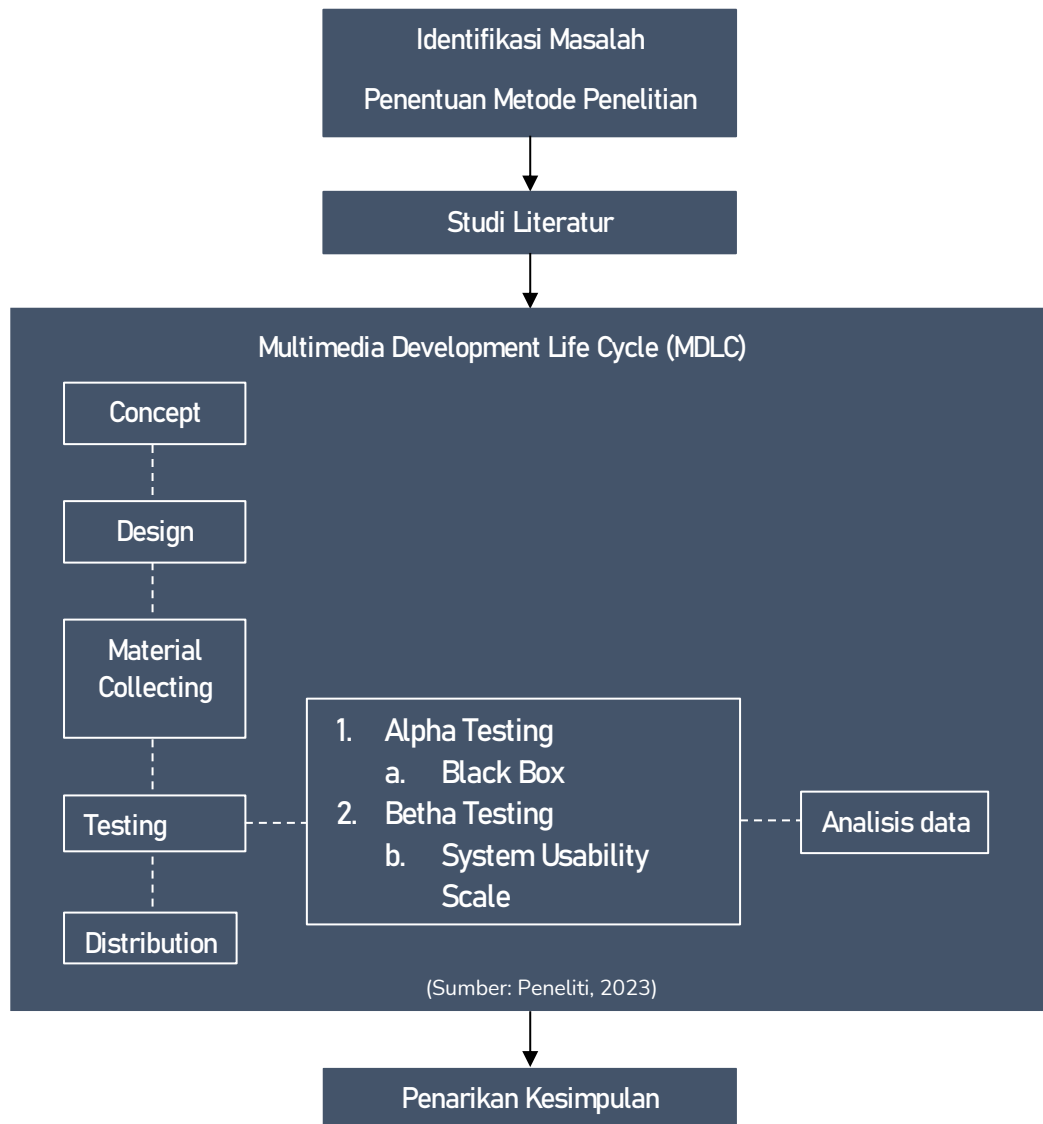 Identifikasi Masalah
Penentuan Metode Penelitian
Studi Literatur
Multimedia Development Life Cycle (MDLC)
Concept
Design
Material
Collecting
Testing
Distribution
1. Alpha Testing
a. Black Box
2. Betha Testing
b. System Usability
Scale
Analisis data
(Sumber: Peneliti, 2023)
Penarikan Kesimpulan